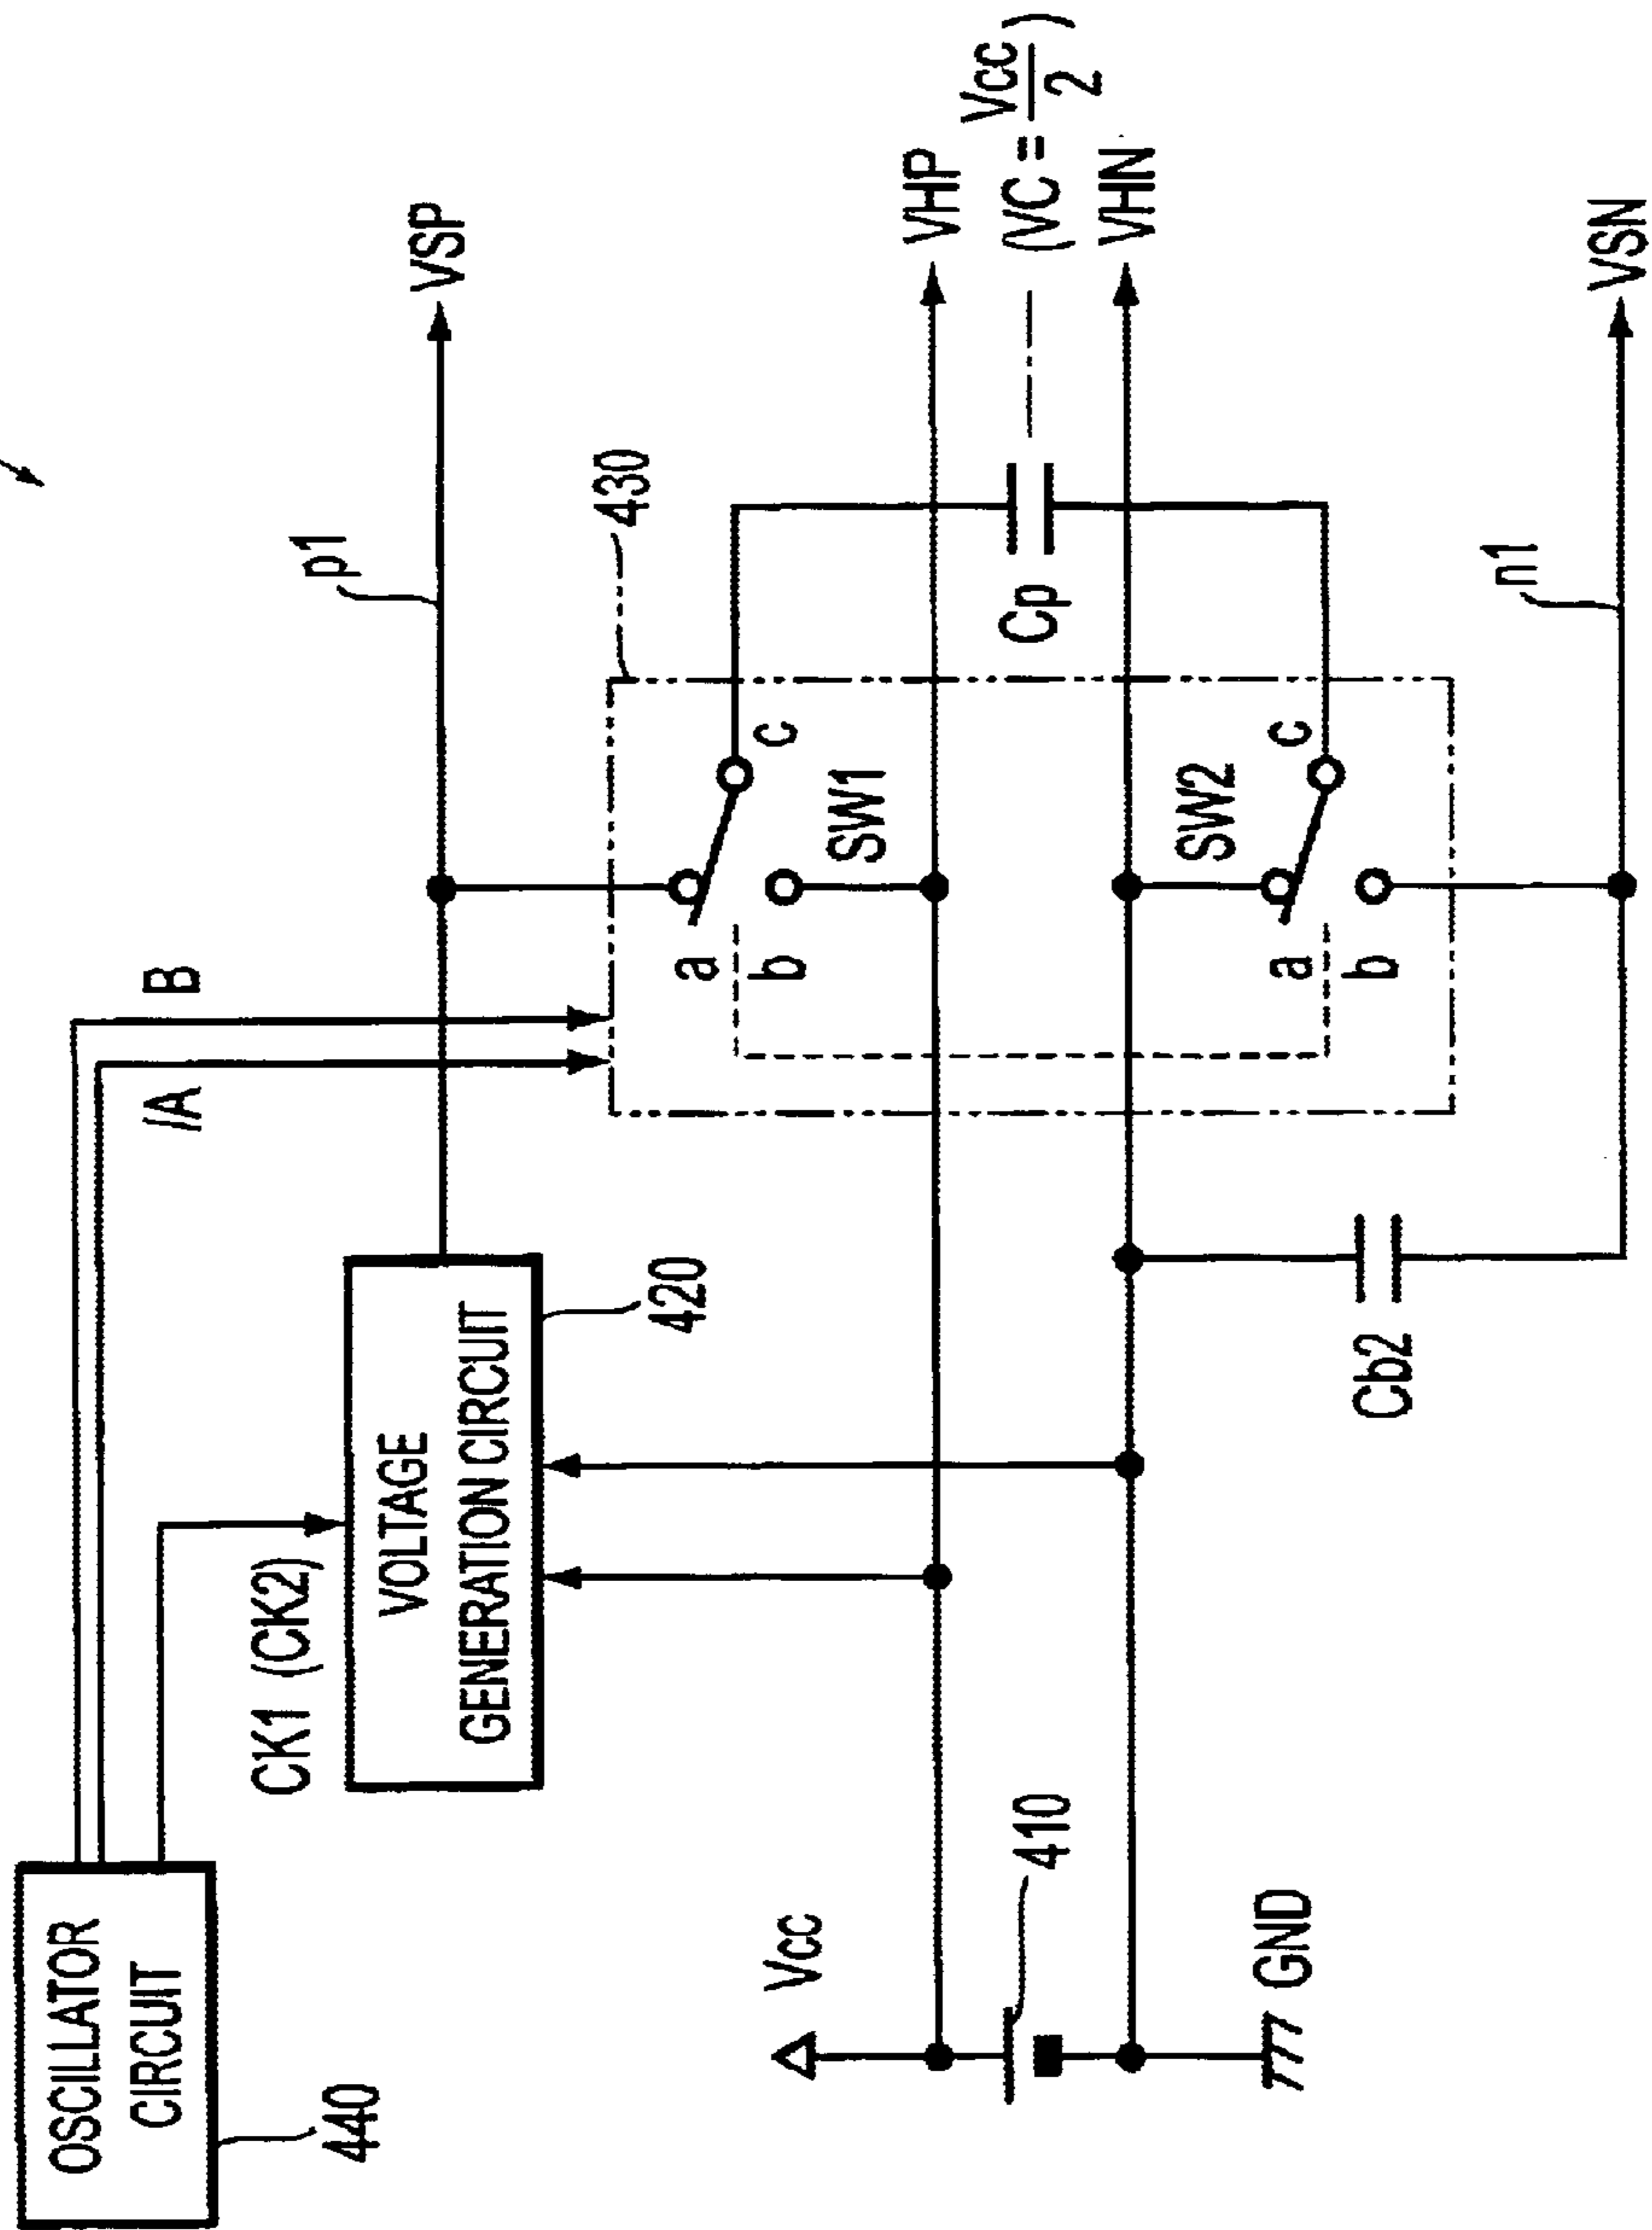 OSCILLATOR
CIRCUIT
440
/A
B
CK1 (CK2)
VOLTAGE
GENERATION CIRCUIT
420
p1
VSP
430
a
b
c
SW1
VHP
Vcc
410
Cp
(VC = Vcc/2)
VHN
SW2
a
b
c
GND
Cb2
n1
VSN